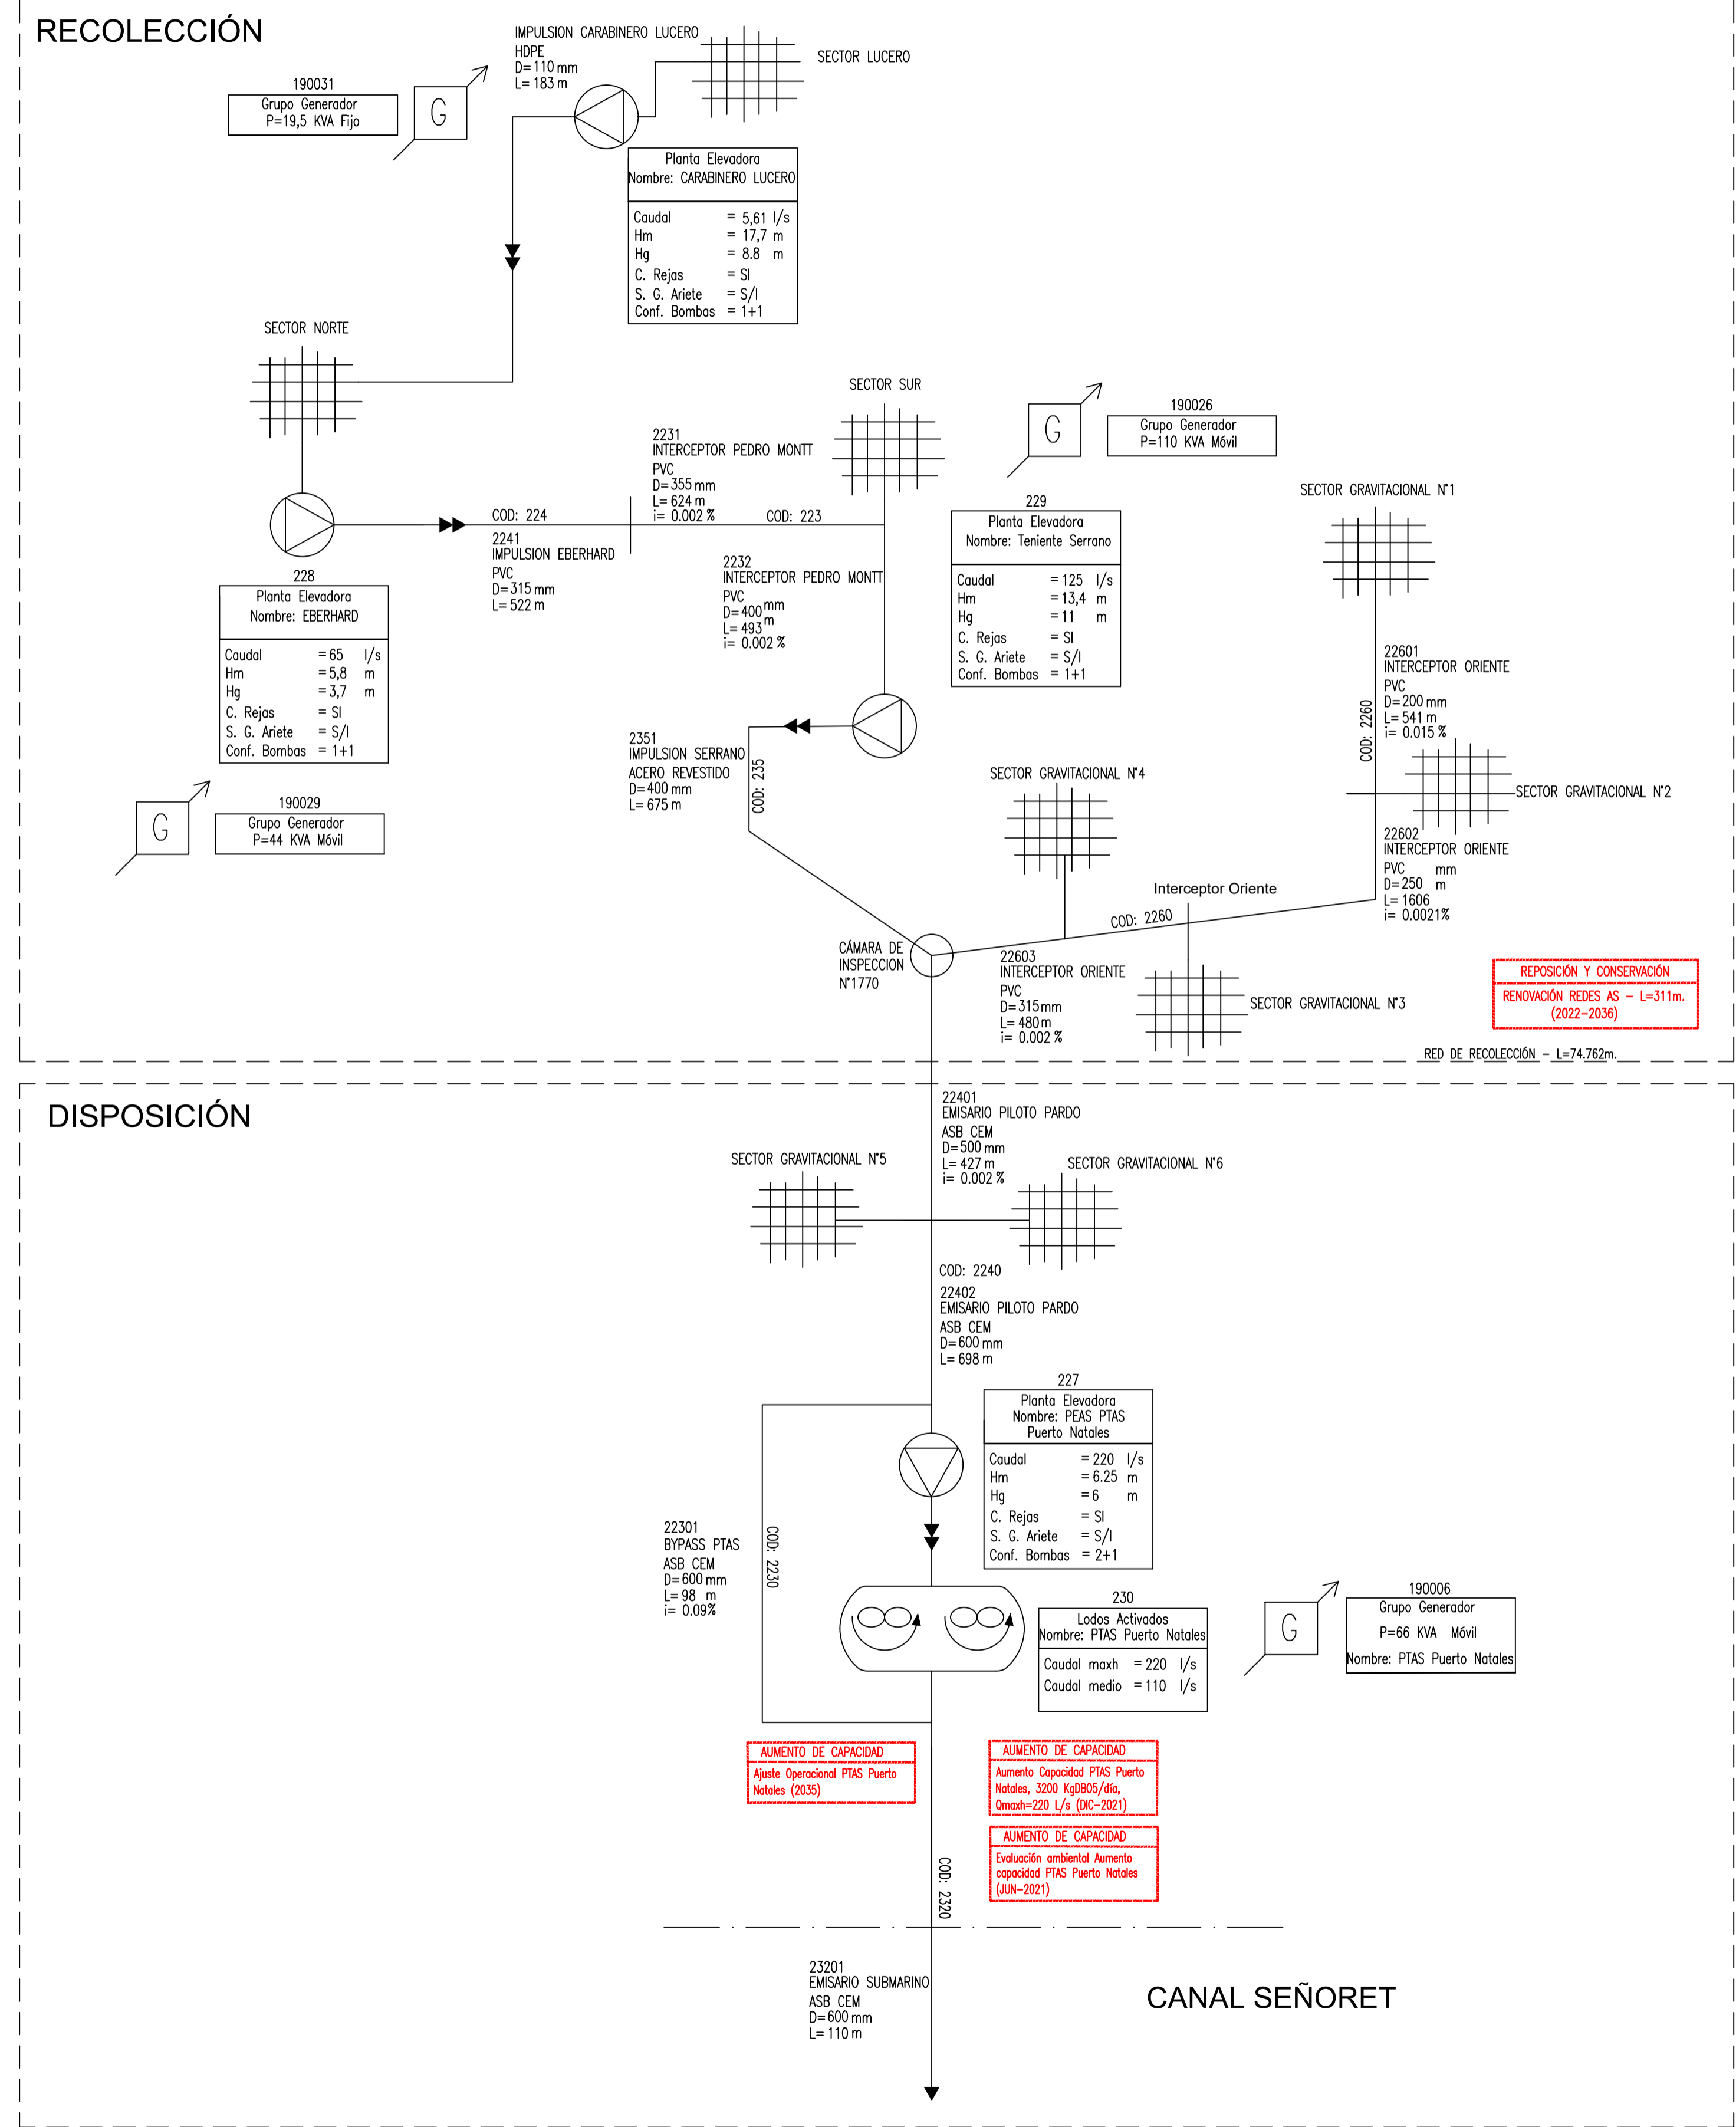 RECOLECCIÓN
190031
Grupo Generador
P=19,5 KVA Fijo
G
IMPULSION CARABINERO LUCERO
HDPE
D= 110 mm
L= 183 m
SECTOR LUCERO
Planta Elevadora
Nombre: CARABINERO LUCERO
Caudal = 5,61 l/s
Hm = 17,7 m
Hg = 8.8 m
C. Rejas = SI
S. G. Ariete = S/I
Conf. Bombas = 1+1
SECTOR NORTE
COD: 224
2241
IMPULSION EBERHARD
PVC
D= 315 mm
L= 522 m
228
Planta Elevadora
Nombre: EBERHARD
Caudal = 65 l/s
Hm = 5,8 m
Hg = 3,7 m
C. Rejas = SI
S. G. Ariete = S/I
Conf. Bombas = 1+1
G
190029
Grupo Generador
P=44 KVA Móvil
2231
INTERCEPTOR PEDRO MONTT
PVC
D= 355 mm
L= 624 m
i= 0.002 %
COD: 223
2232
INTERCEPTOR PEDRO MONTT
PVC
D= 400 mm
L= 493 m
i= 0.002 %
SECTOR SUR
G
190026
Grupo Generador
P=110 KVA Móvil
229
Planta Elevadora
Nombre: Teniente Serrano
Caudal = 125 l/s
Hm = 13,4 m
Hg = 11 m
C. Rejas = SI
S. G. Ariete = S/I
Conf. Bombas = 1+1
2351
IMPULSION SERRANO
ACERO REVESTIDO
D= 400 mm
L= 675 m
COD: 235
SECTOR GRAVITACIONAL N°1
22601
INTERCEPTOR ORIENTE
PVC
D= 200 mm
L= 541 m
i= 0.015 %
COD: 2260
SECTOR GRAVITACIONAL N°2
22602
INTERCEPTOR ORIENTE
PVC mm
D= 250 m
L= 1606
i= 0.0021%
SECTOR GRAVITACIONAL N°4
Interceptor Oriente
COD: 2260
CÁMARA DE
INSPECCION
N°1770
22603
INTERCEPTOR ORIENTE
PVC
D= 315mm
L= 480 m
i= 0.002 %
SECTOR GRAVITACIONAL N°3
REPOSICIÓN Y CONSERVACIÓN
RENOVACIÓN REDES AS – L=311m.
(2022–2036)
RED DE RECOLECCIÓN – L=74.762m.
DISPOSICIÓN
22401
EMISARIO PILOTO PARDO
ASB CEM
D= 500 mm
L= 427 m
i= 0.002 %
SECTOR GRAVITACIONAL N°5
SECTOR GRAVITACIONAL N°6
COD: 2240
22402
EMISARIO PILOTO PARDO
ASB CEM
D= 600 mm
L= 698 m
227
Planta Elevadora
Nombre: PEAS PTAS
Puerto Natales
Caudal = 220 l/s
Hm = 6.25 m
Hg = 6 m
C. Rejas = SI
S. G. Ariete = S/I
Conf. Bombas = 2+1
22301
BYPASS PTAS
ASB CEM
D= 600 mm
L= 98 m
i= 0.09%
COD: 2230
230
Lodos Activados
Nombre: PTAS Puerto Natales
Caudal maxh = 220 l/s
Caudal medio = 110 l/s
G
190006
Grupo Generador
P=66 KVA Móvil
Nombre: PTAS Puerto Natales
AUMENTO DE CAPACIDAD
Ajuste Operacional PTAS Puerto
Natales (2035)
AUMENTO DE CAPACIDAD
Aumento Capacidad PTAS Puerto
Natales, 3200 KgDBO5/día,
Qmaxh=220 L/s (DIC–2021)
AUMENTO DE CAPACIDAD
Evaluación ambiental Aumento
capacidad PTAS Puerto Natales
(JUN–2021)
COD: 2320
23201
EMISARIO SUBMARINO
ASB CEM
D= 600 mm
L= 110 m
CANAL SEÑORET